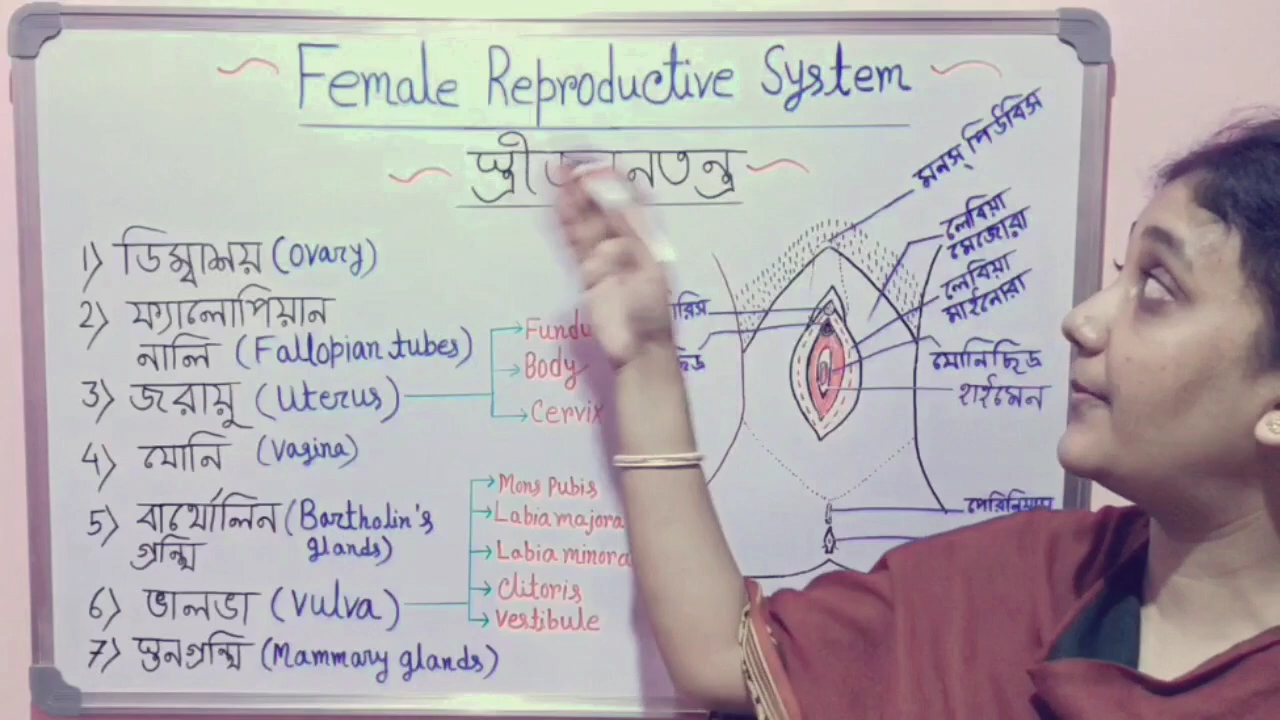 Female Reproductive System
স্ত্রী নতন্ত্র
1) ডিম্বাশয় (Ovary)
2) ফ্যালোপিয়ান
নালি (Fallopian tubes)
3) জরায়ু (Uterus)
Fundu
Body
Cervix
4) যোনি (Vagina)
5) বার্থোলিন (Bartholin's
গ্রন্থি glands)
6) ভালভা (Vulva)
Mons pubis
Labia majora
Labia minora
Clitoris
Vestibule
7) স্তনগ্রন্থি (Mammary glands)
মনস্ পিউবিস
লেবিয়া
মেজোরা
লেবিয়া
মাইনোরা
যোনিছিদ্র
হাইমেন
রিস
ছিদ্র